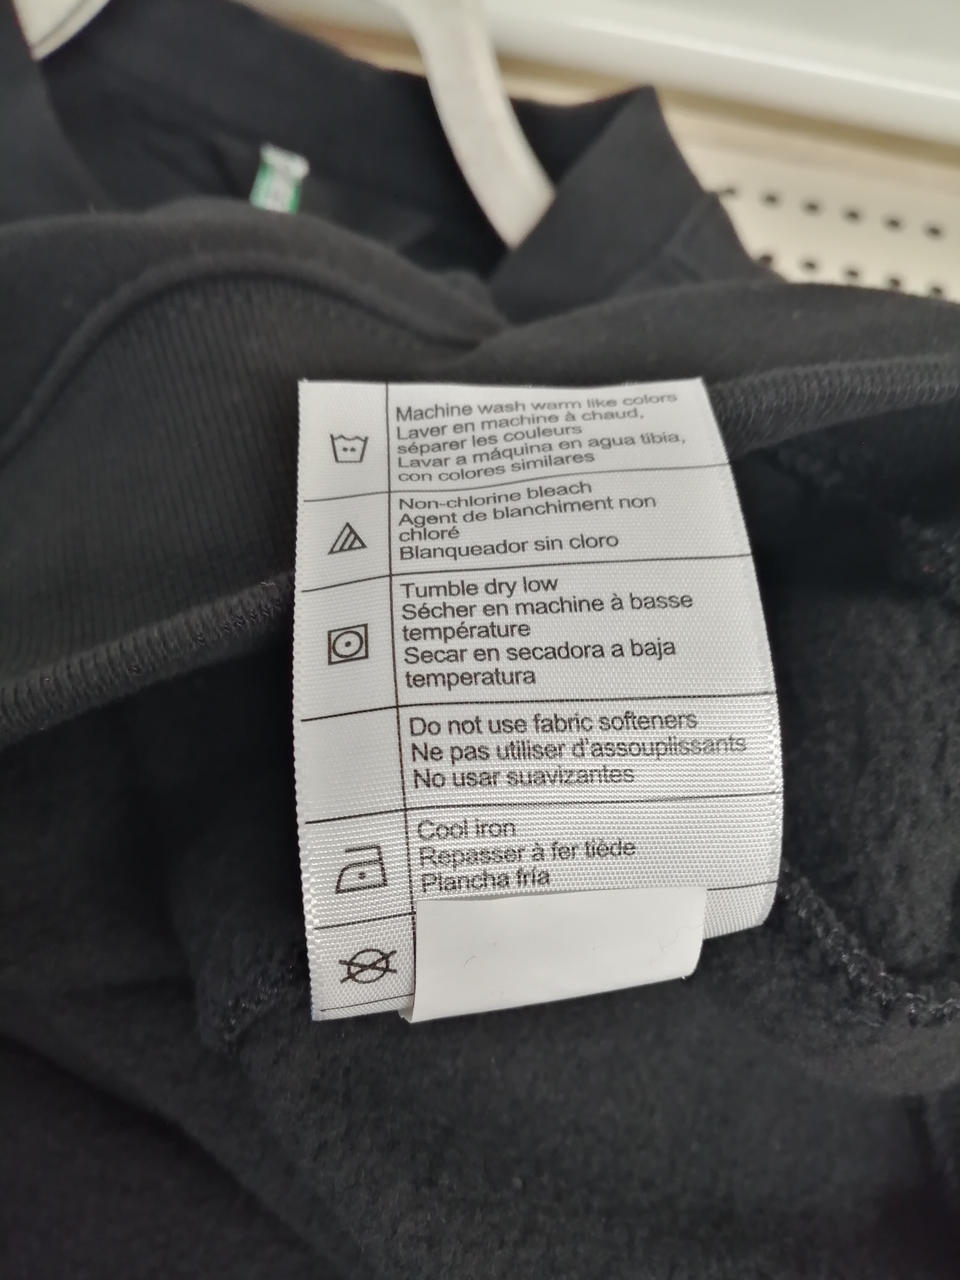 Machine wash warm like colors
Laver en machine à chaud,
séparer les couleurs
Lavar a máquina en agua tibia,
con colores similares
Non-chlorine bleach
Agent de blanchiment non
chloré
Blanqueador sin cloro
Tumble dry low
Sécher en machine à basse
température
Secar en secadora a baja
temperatura
Do not use fabric softeners
Ne pas utiliser d'assouplissants
No usar suavizantes
Cool iron
Repasser à fer tiède
Plancha fría